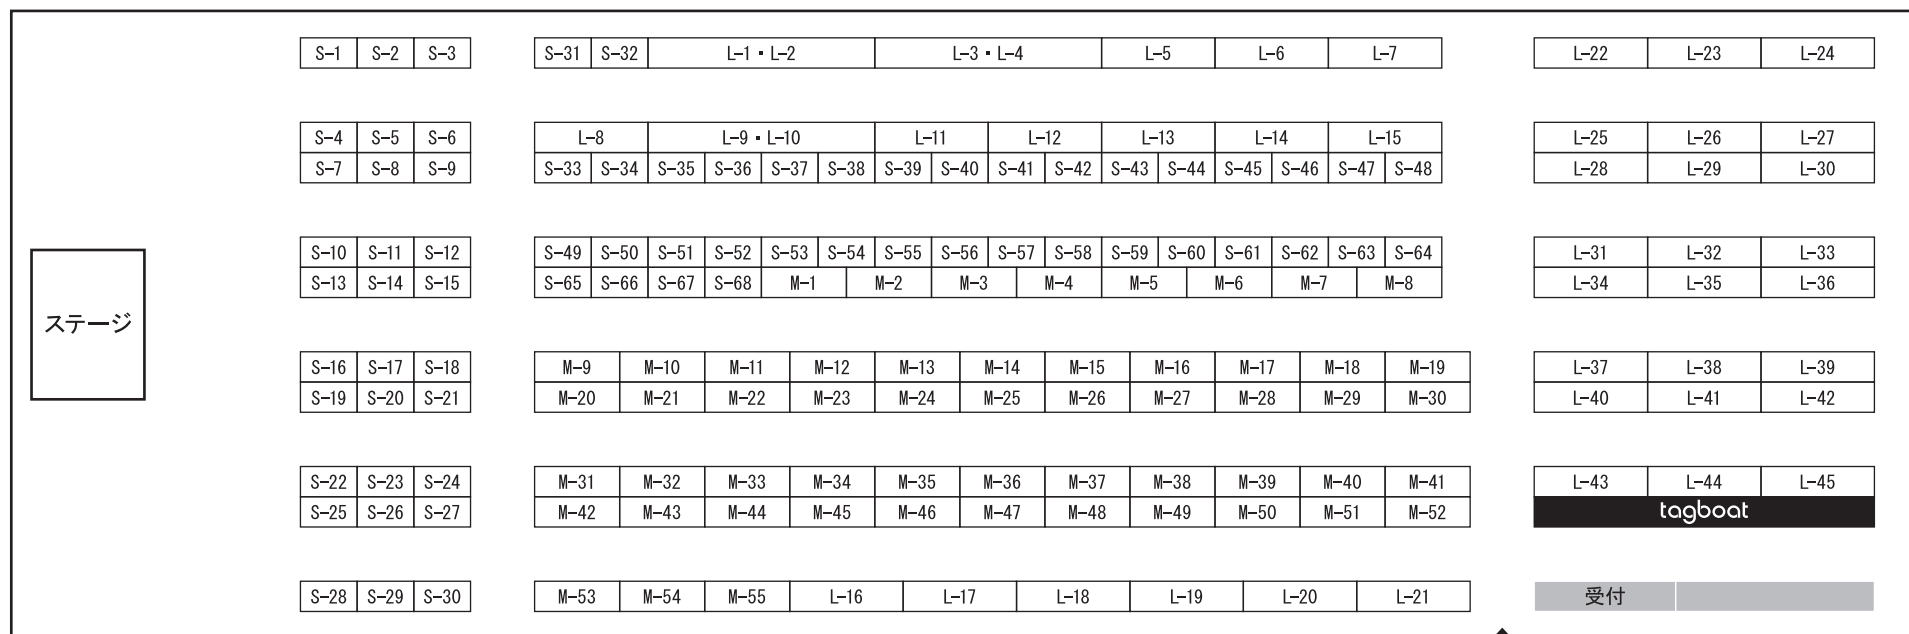 S-1 S-2 S-3 S-31 S-32 L-1・L-2 L-3・L-4 L-5 L-6 L-7 L-22 L-23 L-24
S-4 S-5 S-6 L-8 L-9・L-10 L-11 L-12 L-13 L-14 L-15 L-25 L-26 L-27
S-7 S-8 S-9 S-33 S-34 S-35 S-36 S-37 S-38 S-39 S-40 S-41 S-42 S-43 S-44 S-45 S-46 S-47 S-48 L-28 L-29 L-30
S-10 S-11 S-12 S-49 S-50 S-51 S-52 S-53 S-54 S-55 S-56 S-57 S-58 S-59 S-60 S-61 S-62 S-63 S-64 L-31 L-32 L-33
S-13 S-14 S-15 S-65 S-66 S-67 S-68 M-1 M-2 M-3 M-4 M-5 M-6 M-7 M-8 L-34 L-35 L-36
ステージ
S-16 S-17 S-18 M-9 M-10 M-11 M-12 M-13 M-14 M-15 M-16 M-17 M-18 M-19 L-37 L-38 L-39
S-19 S-20 S-21 M-20 M-21 M-22 M-23 M-24 M-25 M-26 M-27 M-28 M-29 M-30 L-40 L-41 L-42
S-22 S-23 S-24 M-31 M-32 M-33 M-34 M-35 M-36 M-37 M-38 M-39 M-40 M-41 L-43 L-44 L-45
S-25 S-26 S-27 M-42 M-43 M-44 M-45 M-46 M-47 M-48 M-49 M-50 M-51 M-52 tagboat
S-28 S-29 S-30 M-53 M-54 M-55 L-16 L-17 L-18 L-19 L-20 L-21 受付